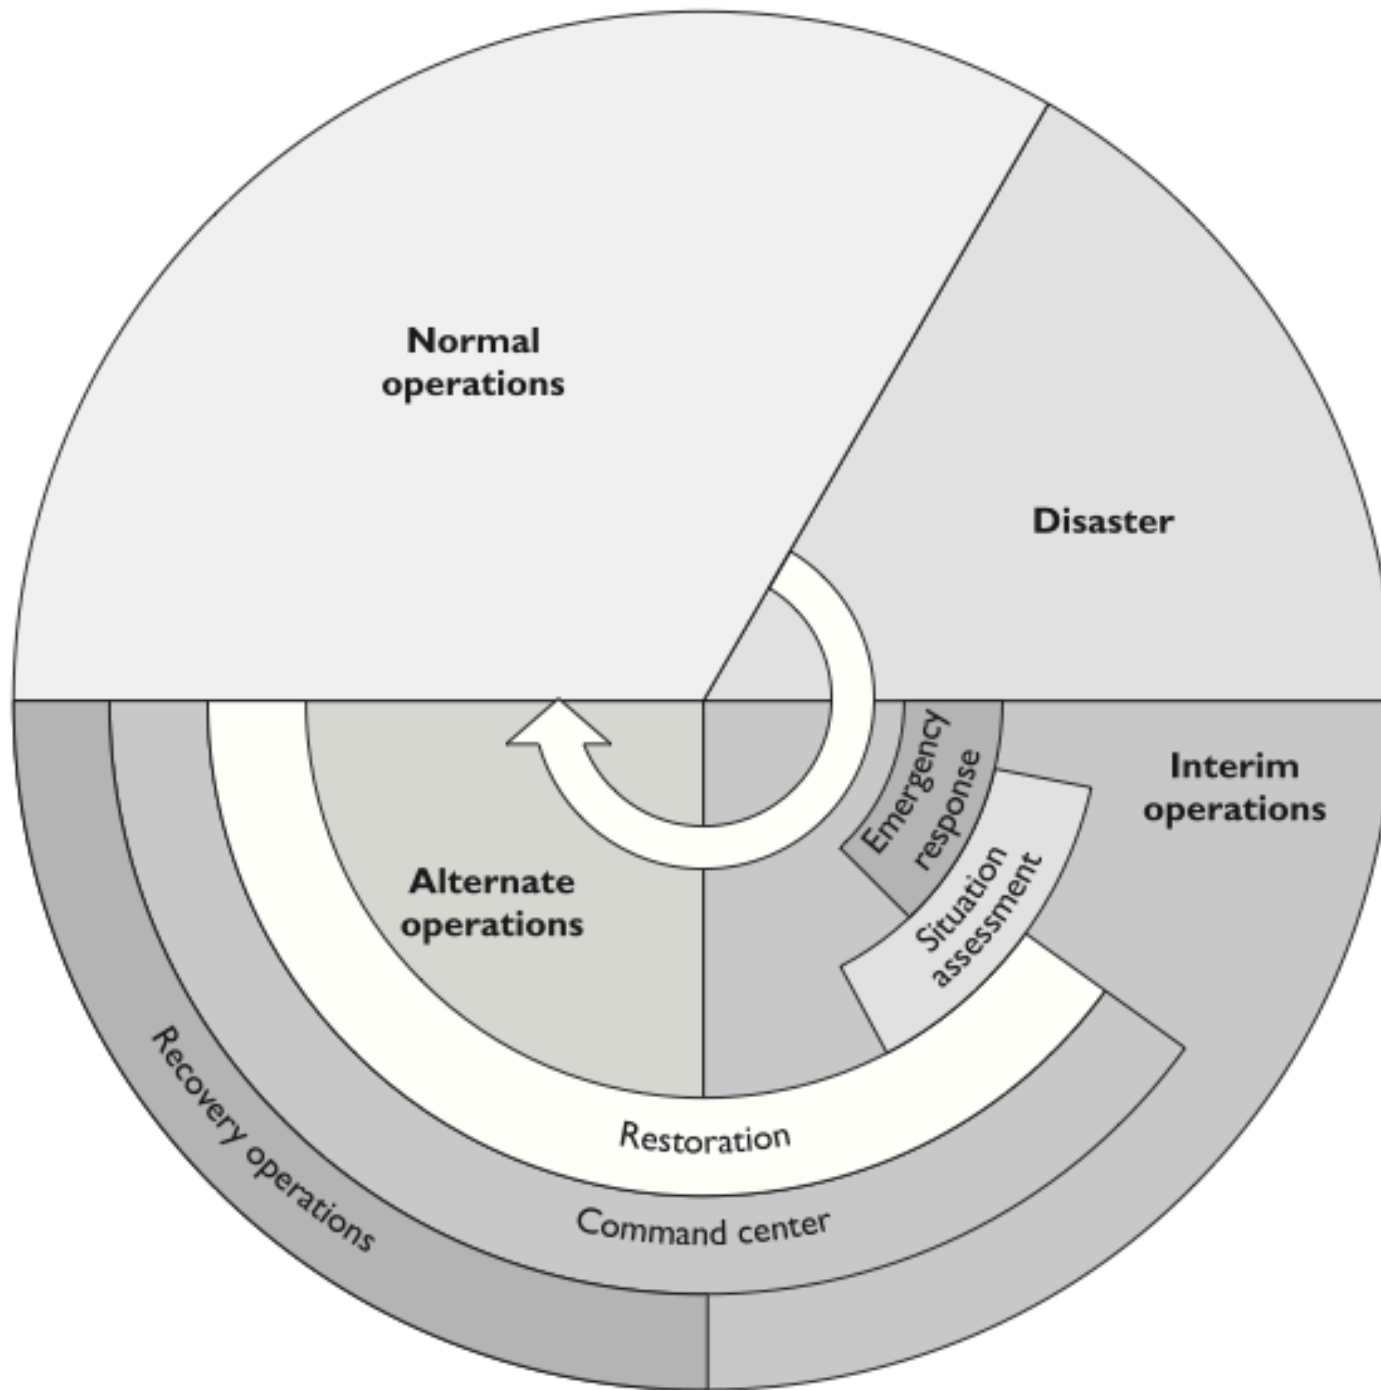 Normal
operations
Disaster
Interim
operations
Emergency
response
Situation
assessment
Alternate
operations
Restoration
Command center
Recovery operations